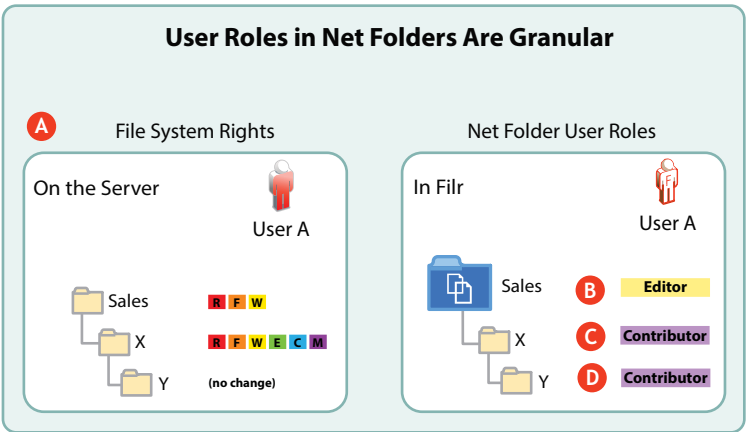 User Roles in Net Folders Are Granular
A
File System Rights
Net Folder User Roles
On the Server
User A
Sales
R F W
X
R F W E C M
Y
(no change)
In Filr
F
User A
Sales
B
Editor
X
C
Contributor
Y
D
Contributor